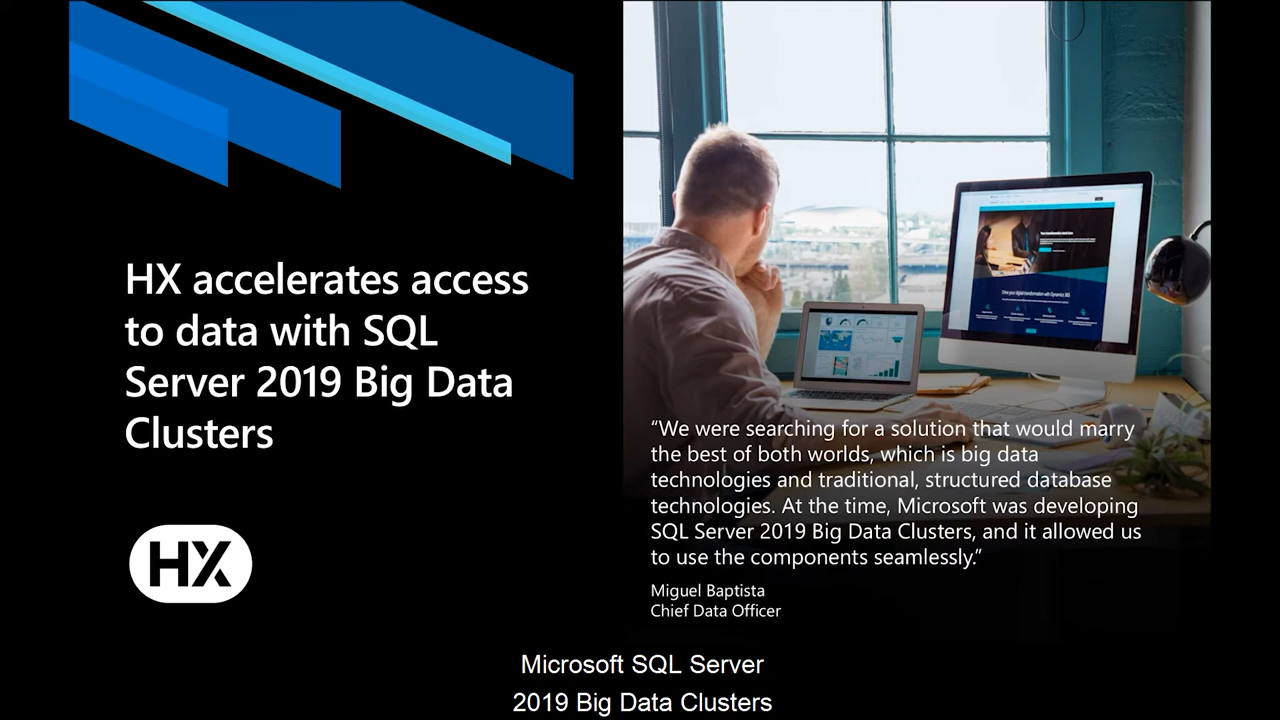 HX accelerates access
to data with SQL
Server 2019 Big Data
Clusters
HX
“We were searching for a solution that would marry
the best of both worlds, which is big data
technologies and traditional, structured database
technologies. At the time, Microsoft was developing
SQL Server 2019 Big Data Clusters, and it allowed us
to use the components seamlessly.”
Miguel Baptista
Chief Data Officer
Microsoft SQL Server
2019 Big Data Clusters